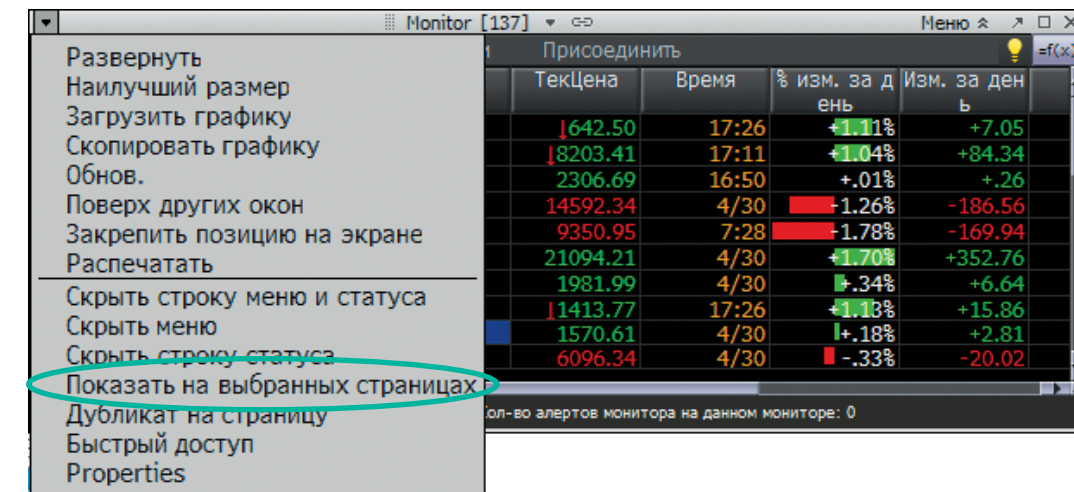 Monitor [137]
Меню
Присоединить
=f(x)
Развернуть
Наилучший размер
Загрузить графику
Скопировать графику
Обнов.
Поверх других окон
Закрепить позицию на экране
Распечатать
Скрыть строку меню и статуса
Скрыть меню
Скрыть строку статуса
Показать на выбранных страницах
Дубликат на страницу
Быстрый доступ
Properties
ТекЦена Время % изм. за д Изм. за ден
ень ь
642.50 17:26 +1.11% +7.05
8203.41 17:11 +1.04% +84.34
2306.69 16:50 +.01% +.26
14592.34 4/30 -1.26% -186.56
9350.95 7:28 -1.78% -169.94
21094.21 4/30 +1.70% +352.76
1981.99 4/30 +.34% +6.64
1413.77 17:26 +1.13% +15.86
1570.61 4/30 +.18% +2.81
6096.34 4/30 -.33% -20.02
Кол-во алертов монитора на данном мониторе: 0